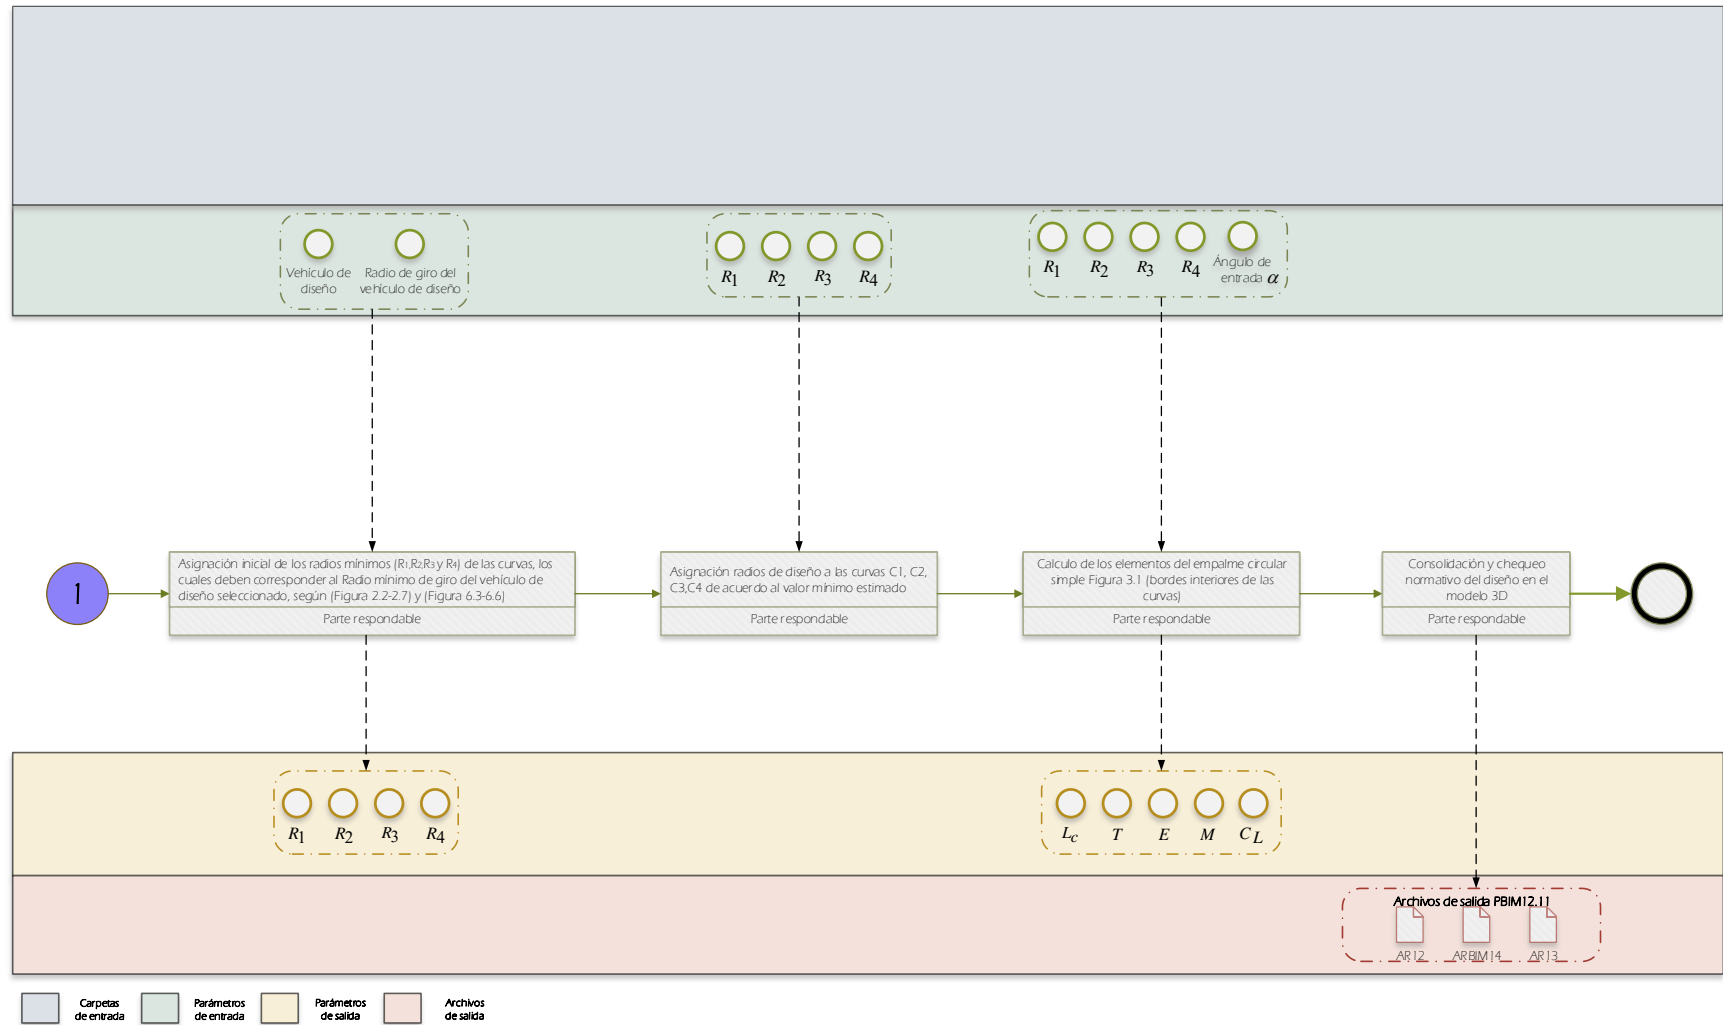 Vehículo de
diseño
Radio de giro del
vehículo de diseño
R1 R2 R3 R4
R1 R2 R3 R4
Ángulo de
entrada α
1
Asignación inicial de los radios mínimos (R1,R2,R3 y R4) de las curvas, los
cuales deben corresponder al Radio mínimo de giro del vehículo de
diseño seleccionado, según (Figura 2.2-2.7) y (Figura 6.3-6.6)
Parte respondable
Asignación radios de diseño a las curvas C1, C2,
C3,C4 de acuerdo al valor mínimo estimado
Parte respondable
Calculo de los elementos del empalme circular
simple Figura 3.1 (bordes interiores de las
curvas)
Parte respondable
Consolidación y chequeo
normativo del diseño en el
modelo 3D
Parte respondable
R1 R2 R3 R4
Lc T E M CL
Archivos de salida PBIM12.11
AR12 ARBIM14 AR13
Carpetas
de entrada
Parámetros
de entrada
Parámetros
de salida
Archivos
de salida